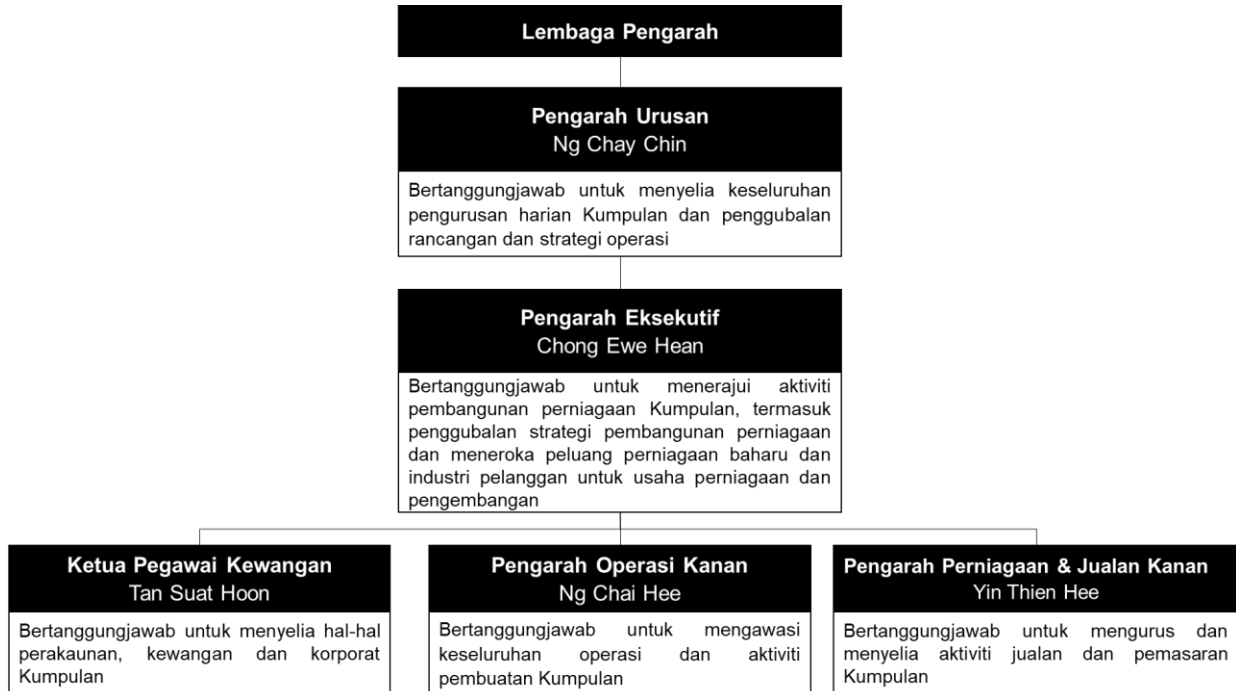 Lembaga Pengarah
Pengarah Urusan
Ng Chay Chin
Bertanggungjawab untuk menyelia keseluruhan
pengurusan harian Kumpulan dan penggubalan
rancangan dan strategi operasi
Pengarah Eksekutif
Chong Ewe Hean
Bertanggungjawab untuk menerajui aktiviti
pembangunan perniagaan Kumpulan, termasuk
penggubalan strategi pembangunan perniagaan
dan meneroka peluang perniagaan baharu dan
industri pelanggan untuk usaha perniagaan dan
pengembangan
Ketua Pegawai Kewangan
Tan Suat Hoon
Bertanggungjawab untuk menyelia hal-hal
perakaunan, kewangan dan korporat
Kumpulan
Pengarah Operasi Kanan
Ng Chai Hee
Bertanggungjawab untuk mengawasi
keseluruhan operasi dan aktiviti
pembuatan Kumpulan
Pengarah Perniagaan & Jualan Kanan
Yin Thien Hee
Bertanggungjawab untuk mengurus dan
menyelia aktiviti jualan dan pemasaran
Kumpulan